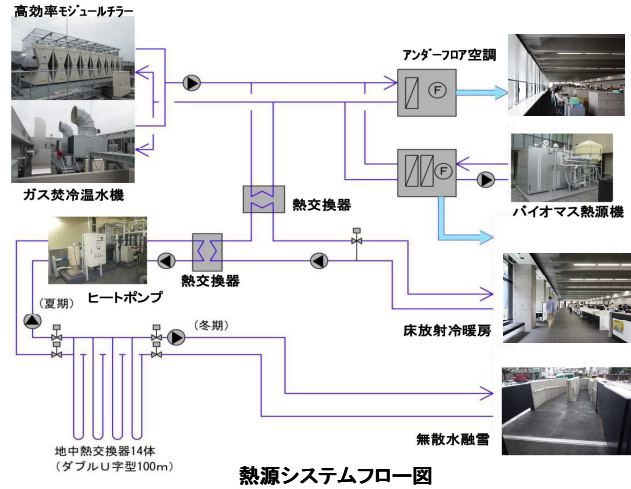 高効率ﾓｼﾞｭｰﾙﾁﾗｰ
ｱﾝﾀﾞｰﾌﾛｱ空調
F
ガス焚冷温水機
F
バイオマス熱源機
熱交換器
熱交換器
ヒートポンプ
(夏期)
(冬期)
床放射冷暖房
無散水融雪
地中熱交換器14体
(ダブルU字型100m)
熱源システムフロー図